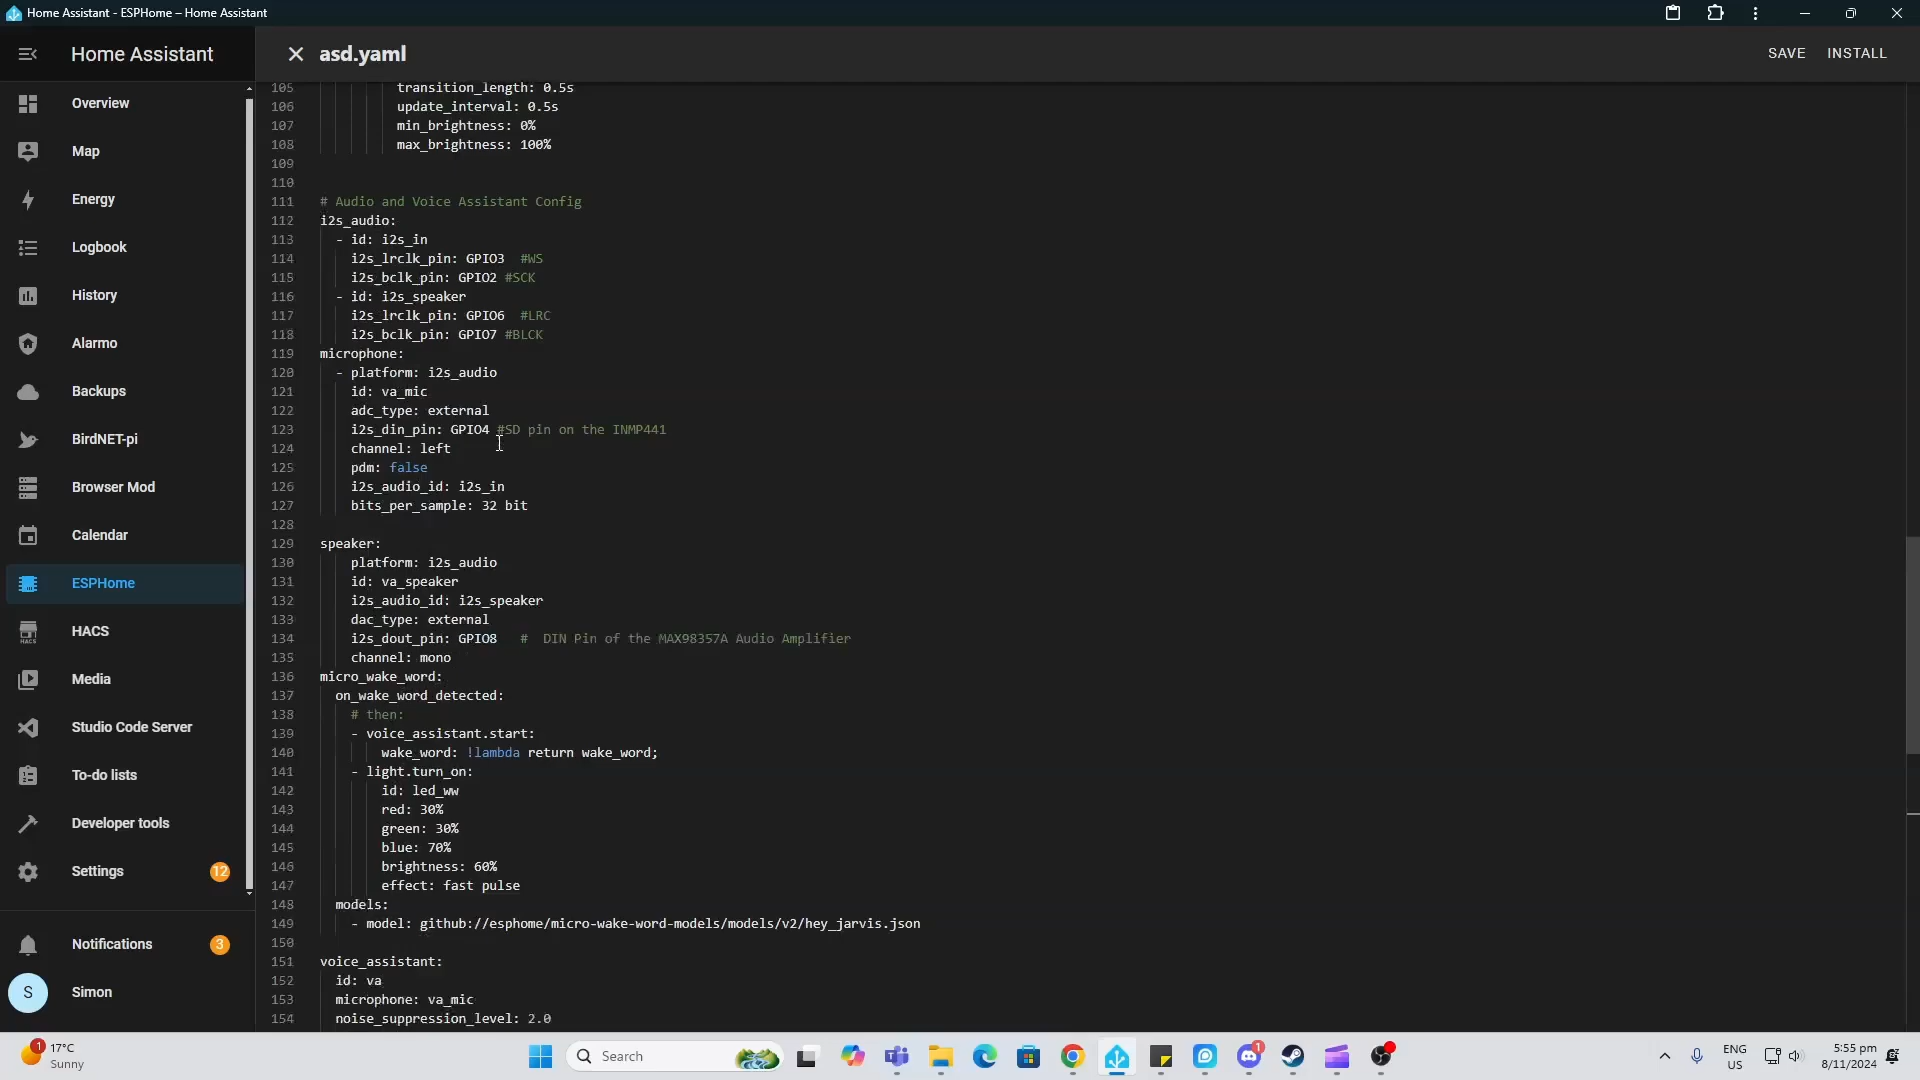 Home Assistant - ESPHome – Home Assistant
Home Assistant
asd.yaml
SAVE
INSTALL
Overview
Map
Energy
Logbook
History
Alarmo
Backups
BirdNET-pi
Browser Mod
Calendar
ESPHome
HACS
HACS
Media
Studio Code Server
To-do lists
Developer tools
Settings
12
Notifications
3
S
Simon
105 transition_length: 0.5s
106 update_interval: 0.5s
107 min_brightness: 0%
108 max_brightness: 100%
109
110
111 # Audio and Voice Assistant Config
112 i2s_audio:
113 - id: i2s_in
114 i2s_lrclk_pin: GPIO3 #WS
115 i2s_bclk_pin: GPIO2 #SCK
116 - id: i2s_speaker
117 i2s_lrclk_pin: GPIO6 #LRC
118 i2s_bclk_pin: GPIO7 #BLCK
119 microphone:
120 - platform: i2s_audio
121 id: va_mic
122 adc_type: external
123 i2s_din_pin: GPIO4 #SD pin on the INMP441
124 channel: left
125 pdm: false
126 i2s_audio_id: i2s_in
127 bits_per_sample: 32 bit
128
129 speaker:
130 platform: i2s_audio
131 id: va_speaker
132 i2s_audio_id: i2s_speaker
133 dac_type: external
134 i2s_dout_pin: GPIO8 # DIN Pin of the MAX98357A Audio Amplifier
135 channel: mono
136 micro_wake_word:
137 on_wake_word_detected:
138 # then:
139 - voice_assistant.start:
140 wake_word: !lambda return wake_word;
141 - light.turn_on:
142 id: led_ww
143 red: 30%
144 green: 30%
145 blue: 70%
146 brightness: 60%
147 effect: fast pulse
148 models:
149 - model: github://esphome/micro-wake-word-models/models/v2/hey_jarvis.json
150
151 voice_assistant:
152 id: va
153 microphone: va_mic
154 noise_suppression_level: 2.0
1
17°C
Sunny
Search
1
ENG
US
5:55 pm
8/11/2024